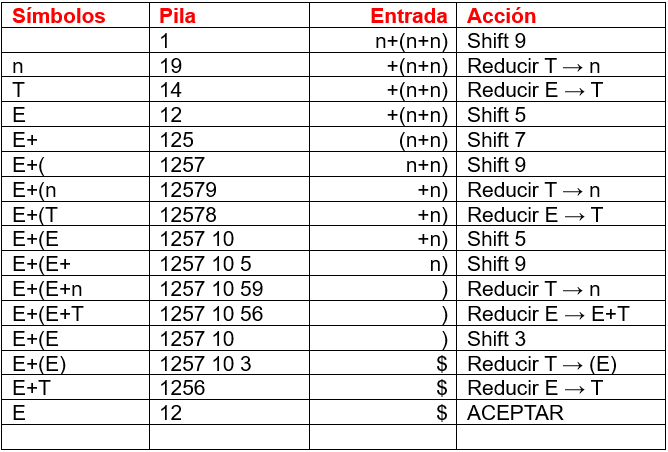 Símbolos Pila Entrada Acción
1 n+(n+n) Shift 9
n 19 +(n+n) Reducir T → n
T 14 +(n+n) Reducir E → T
E 12 +(n+n) Shift 5
E+ 125 (n+n) Shift 7
E+( 1257 n+n) Shift 9
E+(n 12579 +n) Reducir T → n
E+(T 12578 +n) Reducir E → T
E+(E 1257 10 +n) Shift 5
E+(E+ 1257 10 5 n) Shift 9
E+(E+n 1257 10 59 ) Reducir T → n
E+(E+T 1257 10 56 ) Reducir E → E+T
E+(E 1257 10 ) Shift 3
E+(E) 1257 10 3 $ Reducir T → (E)
E+T 1256 $ Reducir E → T
E 12 $ ACEPTAR